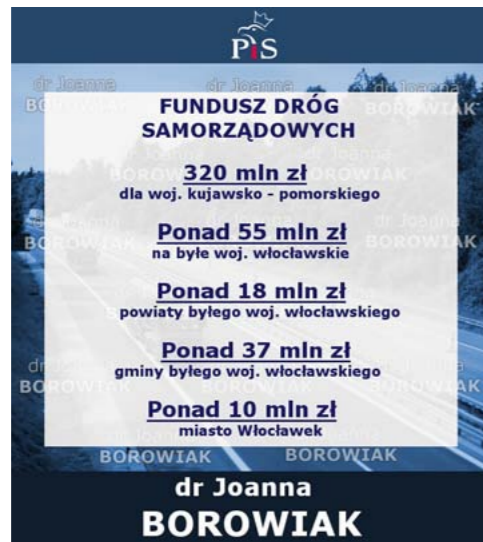 PiS
dr Joanna dr Joanna dr Joanna
BOROWIAK
FUNDUSZ DRÓG
SAMORZĄDOWYCH
320 mln zł
dla woj. kujawsko - pomorskiego
Ponad 55 mln zł
na byłe woj. włocławskie
Ponad 18 mln zł
powiaty byłego woj. włocławskiego
Ponad 37 mln zł
gminy byłego woj. włocławskiego
Ponad 10 mln zł
miasto Włocławek
BOROWIAK BOROWIAK
dr Joanna
BOROWIAK